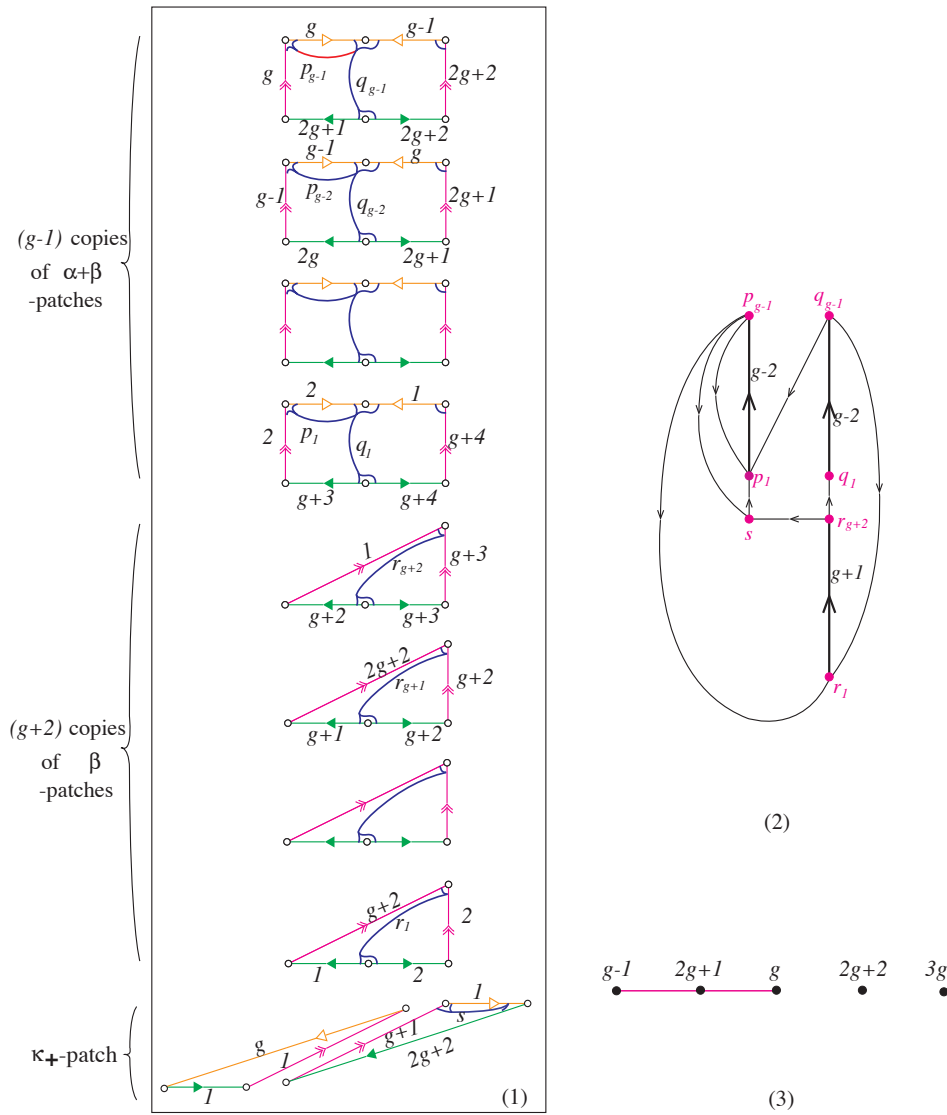 g
g-1
g
p_{g-1}
q_{g-1}
2g+2
2g+1
2g+2
g-1
g
g-1
p_{g-2}
q_{g-2}
2g+1
2g
2g+1
(g-1) copies
of α+β
-patches
2
1
2
p_1
q_1
g+4
g+3
g+4
1
r_{g+2}
g+3
g+2
g+3
2g+2
r_{g+1}
g+2
g+1
g+2
(g+2) copies
of β
-patches
g+2
r_1
2
1
2
κ+-patch
g
1
1
g+1
s
2g+2
1
(1)
p_{g-1}
q_{g-1}
g-2
g-2
p_1
q_1
s
r_{g+2}
g+1
r_1
(2)
g-1
2g+1
g
2g+2
3g
(3)